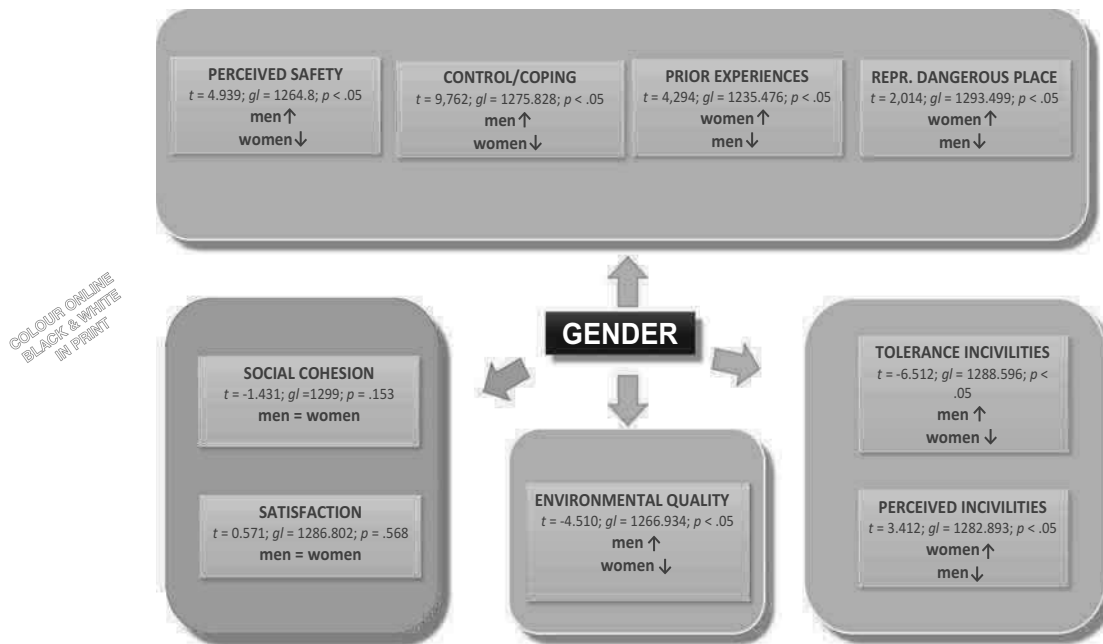 PERCEIVED SAFETY
t = 4.939; gl = 1264.8; p < .05
men ↑
women ↓
CONTROL/COPING
t = 9,762; gl = 1275.828; p < .05
men ↑
women ↓
PRIOR EXPERIENCES
t = 4,294; gl = 1235.476; p < .05
women ↑
men ↓
REPR. DANGEROUS PLACE
t = 2,014; gl = 1293.499; p < .05
women ↑
men ↓
COLOUR ONLINE
BLACK & WHITE
IN PRINT
GENDER
SOCIAL COHESION
t = -1.431; gl =1299; p = .153
men = women
SATISFACTION
t = 0.571; gl = 1286.802; p = .568
men = women
ENVIRONMENTAL QUALITY
t = -4.510; gl = 1266.934; p < .05
men ↑
women ↓
TOLERANCE INCIVILITIES
t = -6.512; gl = 1288.596; p <
.05
men ↑
women ↓
PERCEIVED INCIVILITIES
t = 3.412; gl = 1282.893; p < .05
women ↑
men ↓